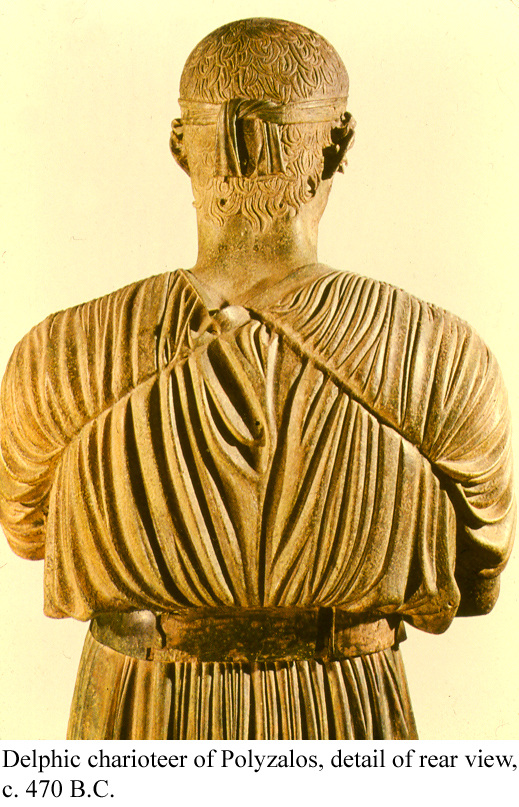 Delphic charioteer of Polyzalos, detail of rear view,
c. 470 B.C.